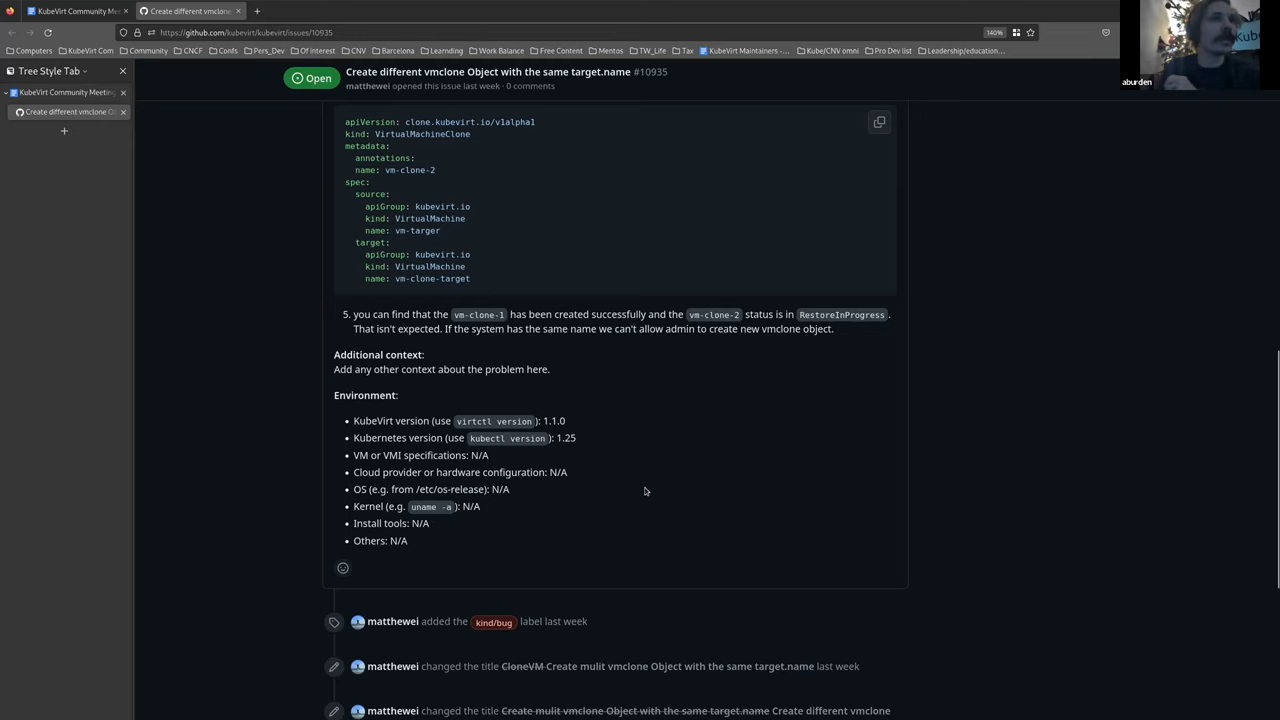 KubeVirt Community Mee
Create different vmclone
https://github.com/kubevirt/kubevirt/issues/10935
140%
Computers
KubeVirt Com
Community
CNCF
Confs
Pers_Dev
Of interest
CNV
Barcelona
Learnding
Work Balance
Free Content
Mentos
TW_Life
Tax
KubeVirt Maintainers -...
Kube/CNV omni
Pro Dev list
Leadership/education...
aburden
Tree Style Tab
KubeVirt Community Meeting
Create different vmclone O
Open
Create different vmclone Object with the same target.name #10935
matthewei opened this issue last week · 0 comments
apiVersion: clone.kubevirt.io/v1alpha1
kind: VirtualMachineClone
metadata:
annotations:
name: vm-clone-2
spec:
source:
apiGroup: kubevirt.io
kind: VirtualMachine
name: vm-targer
target:
apiGroup: kubevirt.io
kind: VirtualMachine
name: vm-clone-target
5. you can find that the vm-clone-1 has been created successfully and the vm-clone-2 status is in RestoreInProgress.
That isn't expected. If the system has the same name we can't allow admin to create new vmclone object.
Additional context:
Add any other context about the problem here.
Environment:
• KubeVirt version (use virtctl version): 1.1.0
• Kubernetes version (use kubectl version): 1.25
• VM or VMI specifications: N/A
• Cloud provider or hardware configuration: N/A
• OS (e.g. from /etc/os-release): N/A
• Kernel (e.g. uname -a): N/A
• Install tools: N/A
• Others: N/A
matthewei added the kind/bug label last week
matthewei changed the title CloneVM Create mulit vmclone Object with the same target.name last week
matthewei changed the title Create mulit vmclone Object with the same target.name Create different vmclone